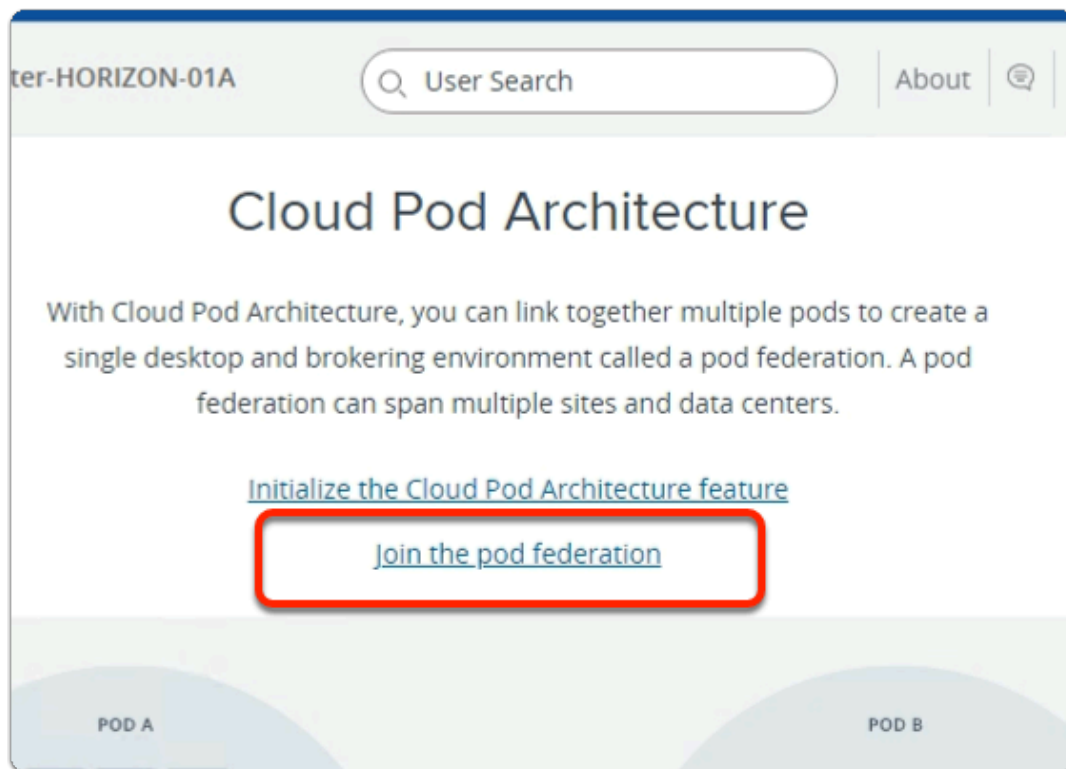 ter-HORIZON-01A
User Search
About
Cloud Pod Architecture
With Cloud Pod Architecture, you can link together multiple pods to create a
single desktop and brokering environment called a pod federation. A pod
federation can span multiple sites and data centers.
Initialize the Cloud Pod Architecture feature
Join the pod federation
POD A
POD B